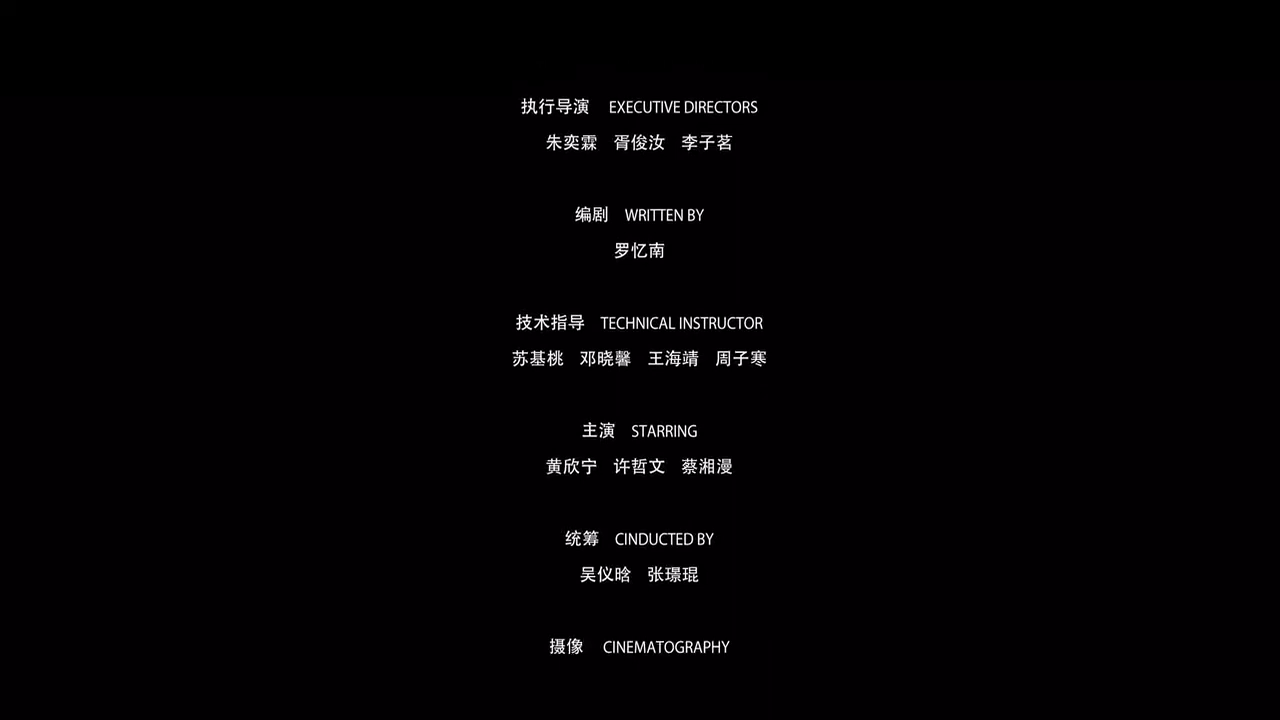 执行导演 EXECUTIVE DIRECTORS
朱奕霖 胥俊汝 李子茗
编剧 WRITTEN BY
罗忆南
技术指导 TECHNICAL INSTRUCTOR
苏基桃 邓晓馨 王海靖 周子寒
主演 STARRING
黄欣宁 许哲文 蔡湘漫
统筹 CINDUCTED BY
吴仪晗 张璟琨
摄像 CINEMATOGRAPHY